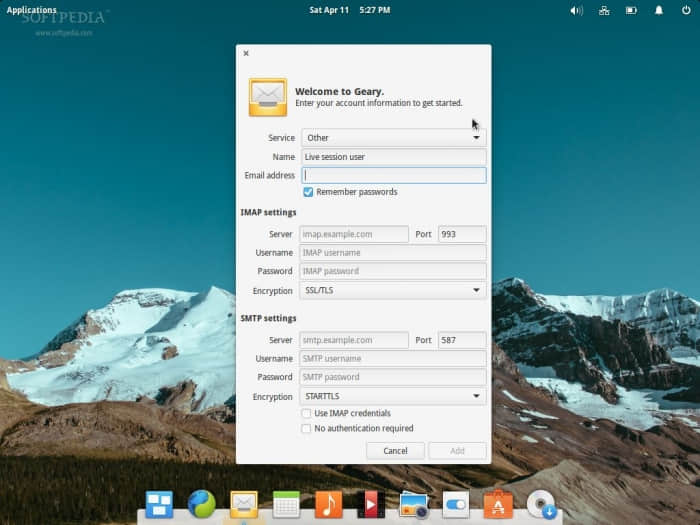 Applications
Sat Apr 11 5:27 PM
SOFTPEDIA
www.softpedia.com
Welcome to Geary.
Enter your account information to get started.
Service Other
Name Live session user
Email address
Remember passwords
IMAP settings
Server imap.example.com Port 993
Username IMAP username
Password IMAP password
Encryption SSL/TLS
SMTP settings
Server smtp.example.com Port 587
Username SMTP username
Password SMTP password
Encryption STARTTLS
Use IMAP credentials
No authentication required
Cancel Add